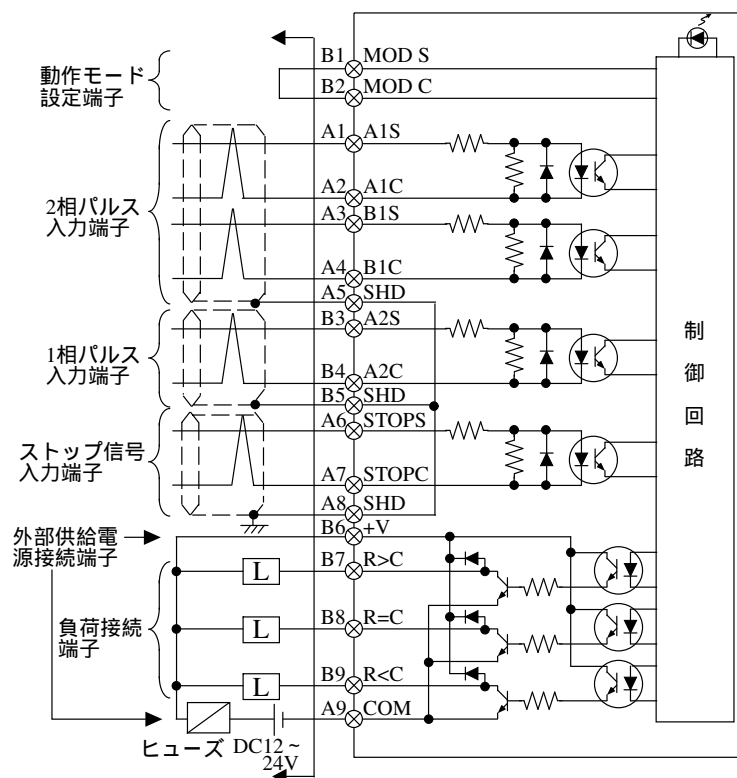 動作モード
設定端子
B1 MOD S
B2 MOD C
2相パルス
入力端子
A1 A1S
A2 A1C
A3 B1S
A4 B1C
A5 SHD
1相パルス
入力端子
B3 A2S
B4 A2C
B5 SHD
ストップ信号
入力端子
A6 STOPS
A7 STOPC
A8 SHD
外部供給電
源接続端子
B6 +V
負荷接続
端子
L B7 R>C
L B8 R=C
L B9 R<C
A9 COM
ヒューズ
DC12~
24V
制
御
回
路